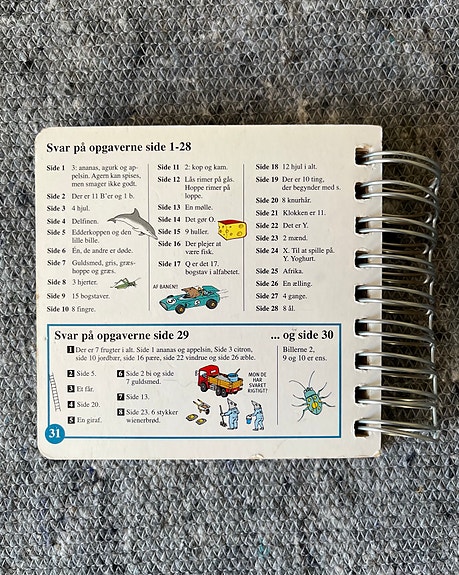 Svar på opgaverne side 1-28
Side 1 3: ananas, agurk og ap-
pelsin. Agern kan spises,
men smager ikke godt.
Side 2 Der er 11 B'er og 1 b.
Side 3 4 hjul.
Side 4 Delfinen.
Side 5 Edderkoppen og den
lille bille.
Side 6 Én, de andre er døde.
Side 7 Guldsmed, gris, græs-
hoppe og græs.
Side 8 3 hjerter.
Side 9 15 bogstaver.
Side 10 8 fingre.
Side 11 2: kop og kam.
Side 12 Lås rimer på gås.
Hoppe rimer på
loppe.
Side 13 En mølle.
Side 14 Det gør O.
Side 15 9 huller.
Side 16 Der plejer at
være fisk.
Side 17 Q er det 17.
bogstav i alfabetet.
AF BANEN!!
Side 18 12 hjul i alt.
Side 19 Der er 10 ting,
der begynder med s.
Side 20 8 knurhår.
Side 21 Klokken er 11.
Side 22 Det er Y.
Side 23 2 mænd.
Side 24 X. Til at spille på.
Y. Yoghurt.
Side 25 Afrika.
Side 26 En ælling.
Side 27 4 gange.
Side 28 8 ål.
Svar på opgaverne side 29
1 Der er 7 frugter i alt. Side 1 ananas og appelsin, Side 3 citron,
side 10 jordbær, side 16 pære, side 22 vindrue og side 26 æble.
2 Side 5.
3 Et får.
4 Side 20.
5 En giraf.
6 Side 2 bi og side
7 guldsmed.
7 Side 13.
8 Side 23. 6 stykker
wienerbrød.
MON DE
HAR
SVARET
RIGTIGT?
... og side 30
Billerne 2,
9 og 10 er ens.
31